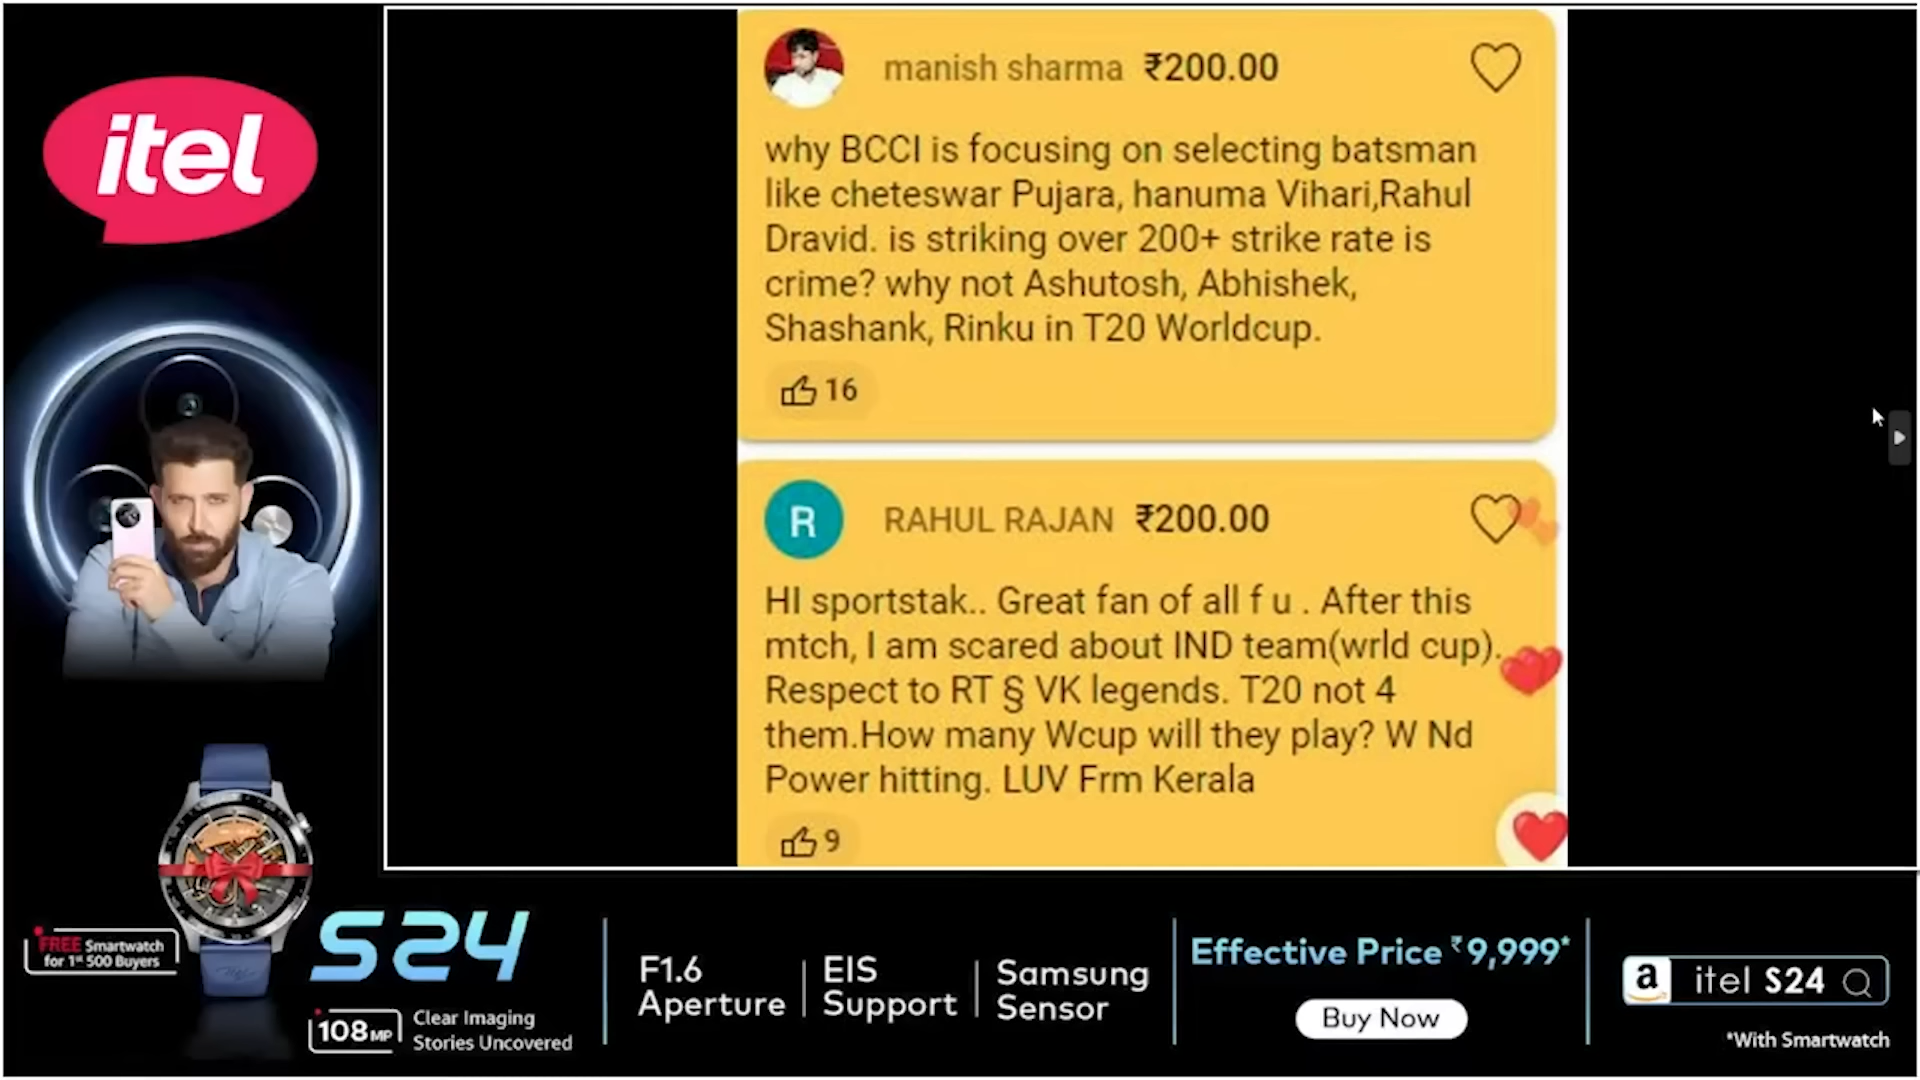 itel
manish sharma ₹200.00
why BCCI is focusing on selecting batsman
like cheteswar Pujara, hanuma Vihari,Rahul
Dravid. is striking over 200+ strike rate is
crime? why not Ashutosh, Abhishek,
Shashank, Rinku in T20 Worldcup.
16
R
RAHUL RAJAN ₹200.00
HI sportstak.. Great fan of all f u . After this
mtch, I am scared about IND team(wrld cup).
Respect to RT § VK legends. T20 not 4
them.How many Wcup will they play? W Nd
Power hitting. LUV Frm Kerala
9
FREE Smartwatch
for 1st 500 Buyers
S24
108MP
Clear Imaging
Stories Uncovered
F1.6
Aperture
EIS
Support
Samsung
Sensor
Effective Price ₹9,999*
Buy Now
a itel S24
*With Smartwatch